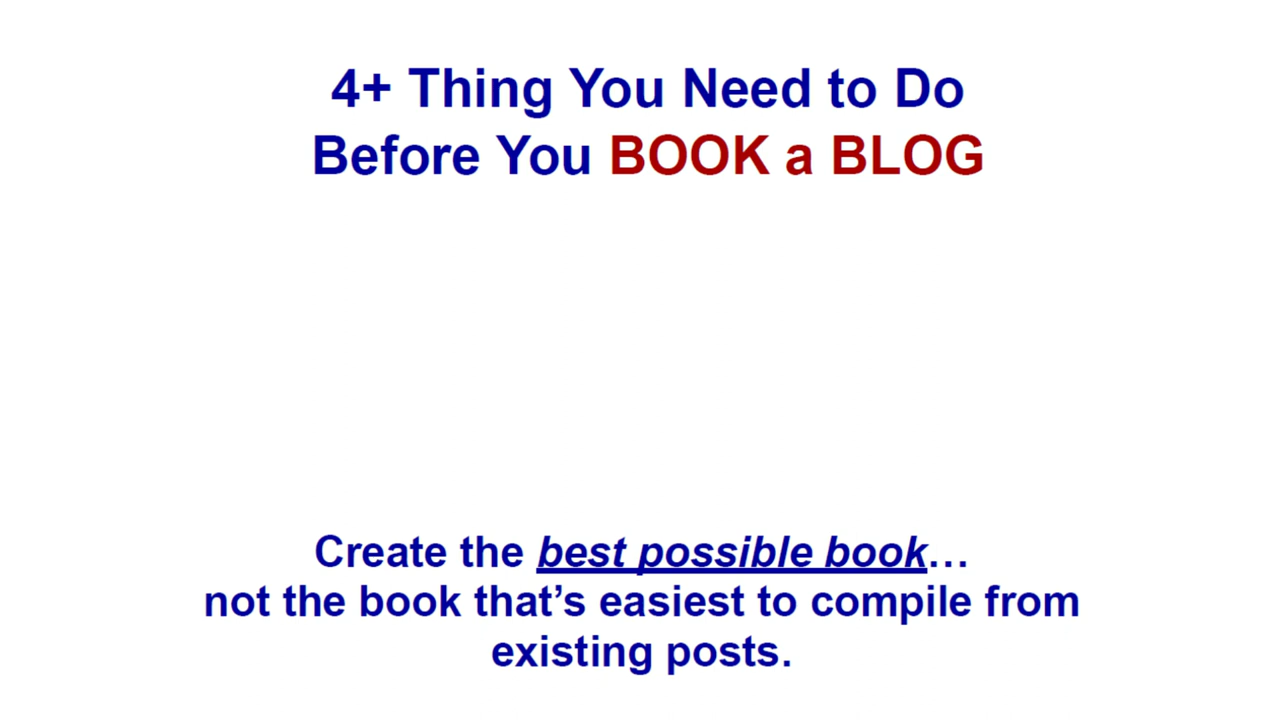 4+ Thing You Need to Do
Before You BOOK a BLOG
Create the best possible book…
not the book that’s easiest to compile from
existing posts.